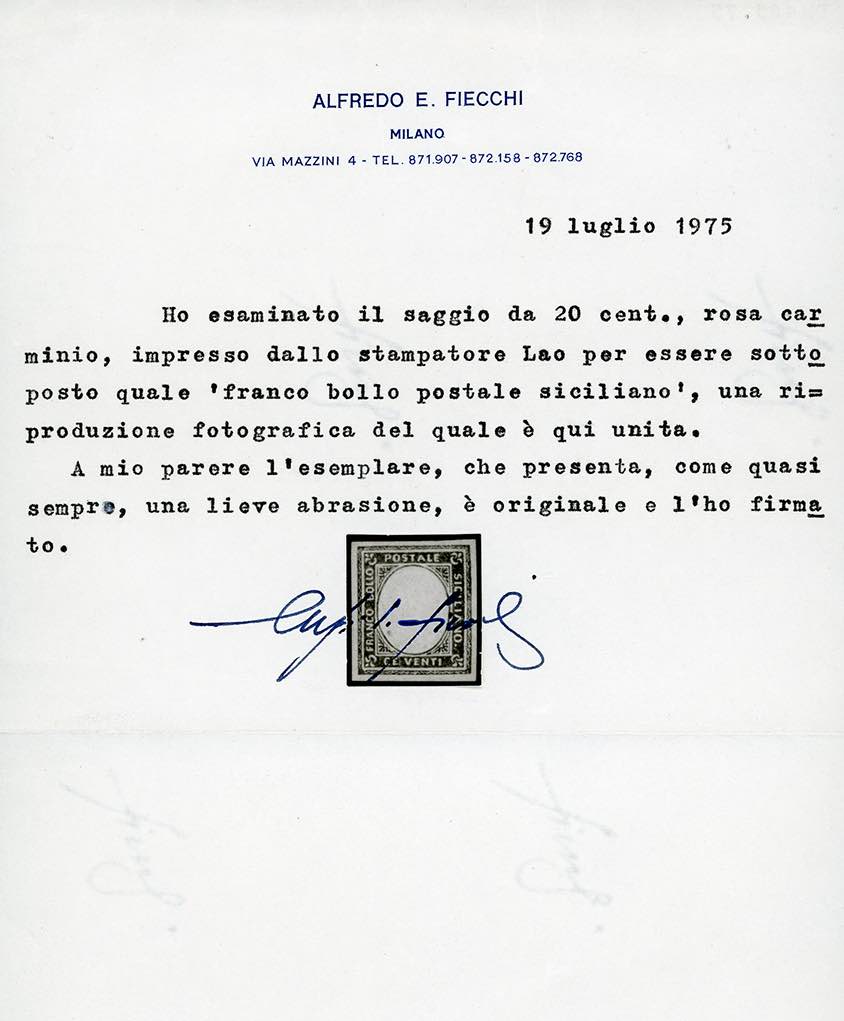 ALFREDO E. FIECCHI
MILANO
VIA MAZZINI 4 - TEL. 871.907 - 872.158 - 872.768
19 luglio 1975
Ho esaminato il saggio da 20 cent., rosa car
minio, impresso dallo stampatore Lao per essere sotto
posto quale 'franco bollo postale siciliano', una ri=
produzione fotografica del quale è qui unita.
A mio parere l'esemplare, che presenta, come quasi
sempre, una lieve abrasione, è originale e l'ho firma
to.
POSTALE
FRANCO BOLLO
SICILIANO
CE VENTI